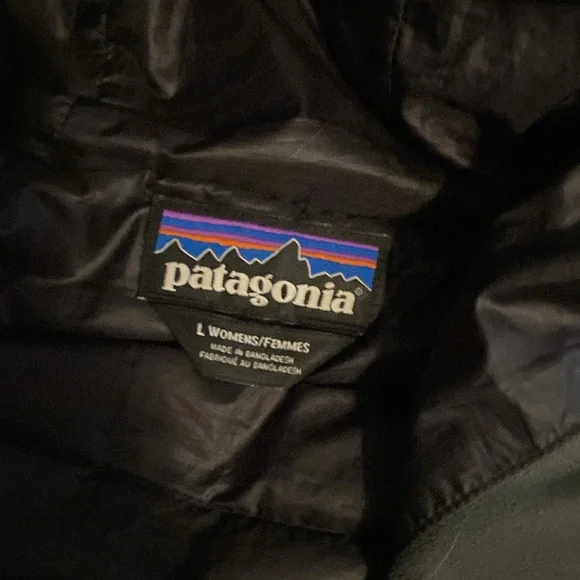 patagonia®
L WOMENS/FEMMES
MADE IN BANGLADESH
FABRIQUÉ AU BANGLADESH